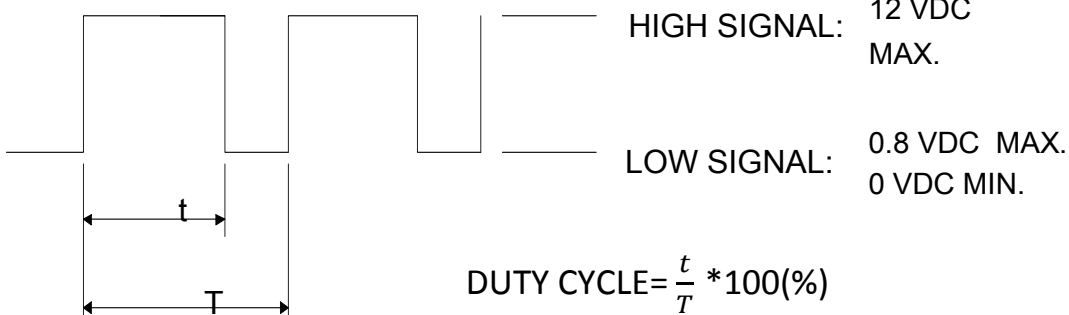 HIGH SIGNAL: 12 VDC
MAX.
LOW SIGNAL: 0.8 VDC MAX.
0 VDC MIN.
t
T
DUTY CYCLE= t/T *100(%)